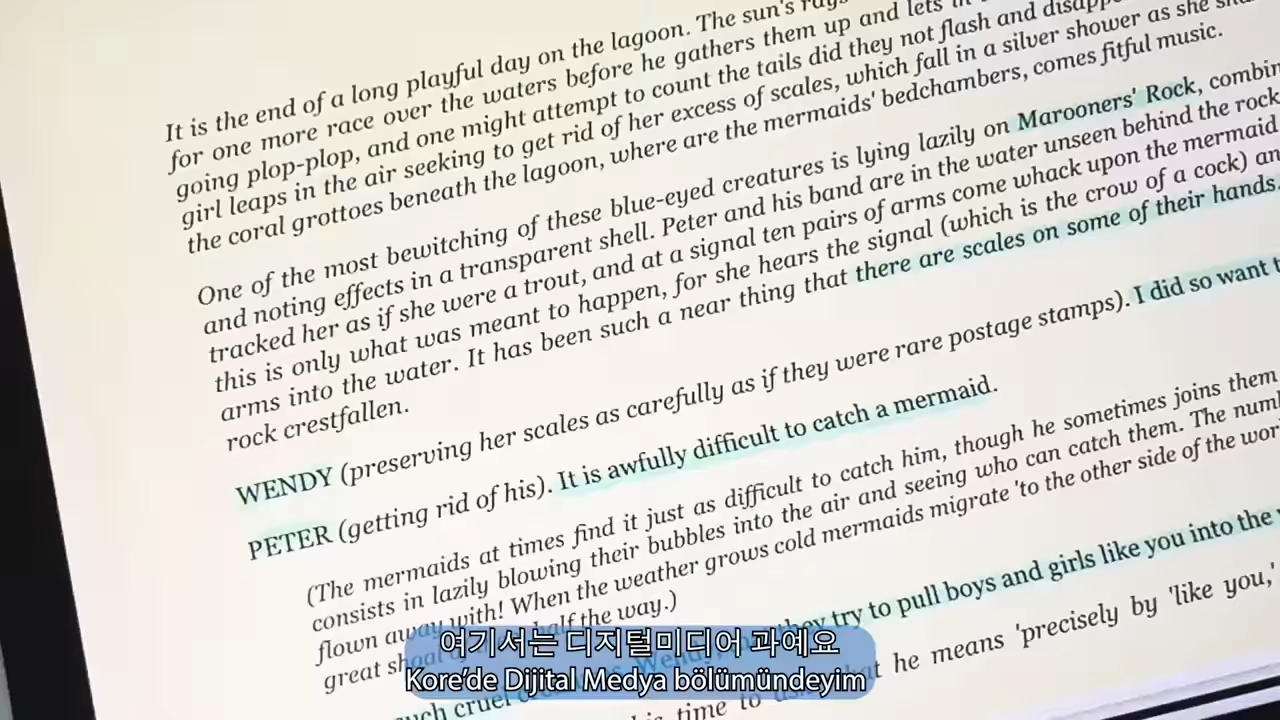 It is the end of a long playful day on the lagoon. The sun's rays
for one more race over the waters before he gathers them up and lets in
going plop-plop, and one might attempt to count the tails did they not flash and
girl leaps in the air seeking to get rid of her excess of scales, which fall in a silver shower as she
the coral grottoes beneath the lagoon, where are the mermaids' bedchambers, comes fitful music.
One of the most bewitching of these blue-eyed creatures is lying lazily on Marooners' Rock,
and noting effects in a transparent shell. Peter and his band are in the water unseen behind the rock
tracked her as if she were a trout, and at a signal ten pairs of arms come whack upon the mermaid
this is only what was meant to happen, for she hears the signal (which is the crow of a cock)
arms into the water. It has been such a near thing that there are scales on some of their hands.
rock crestfallen.
WENDY (preserving her scales as carefully as if they were rare postage stamps). I did so want
PETER (getting rid of his). It is awfully difficult to catch a mermaid.
(The mermaids at times find it just as difficult to catch him, though he sometimes joins them
consists in lazily blowing their bubbles into the air and seeing who can catch them. The
flown away with! When the weather grows cold mermaids migrate 'to the other side of the
great half the way.)
they try to pull boys and girls like you into the
he means 'precisely by 'like you,'
cruel
time to
여기서는 디지털미디어 과예요
Kore'de Dijital Medya bölümündeyim